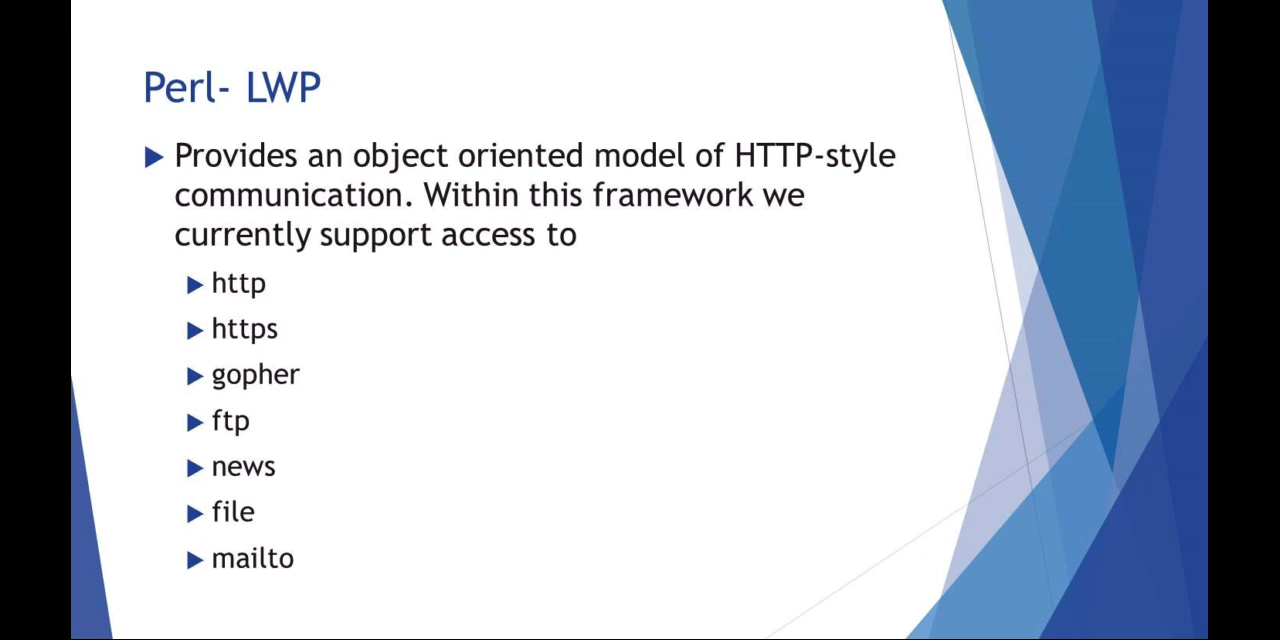 Perl- LWP
Provides an object oriented model of HTTP-style
communication. Within this framework we
currently support access to
http
https
gopher
ftp
news
file
mailto